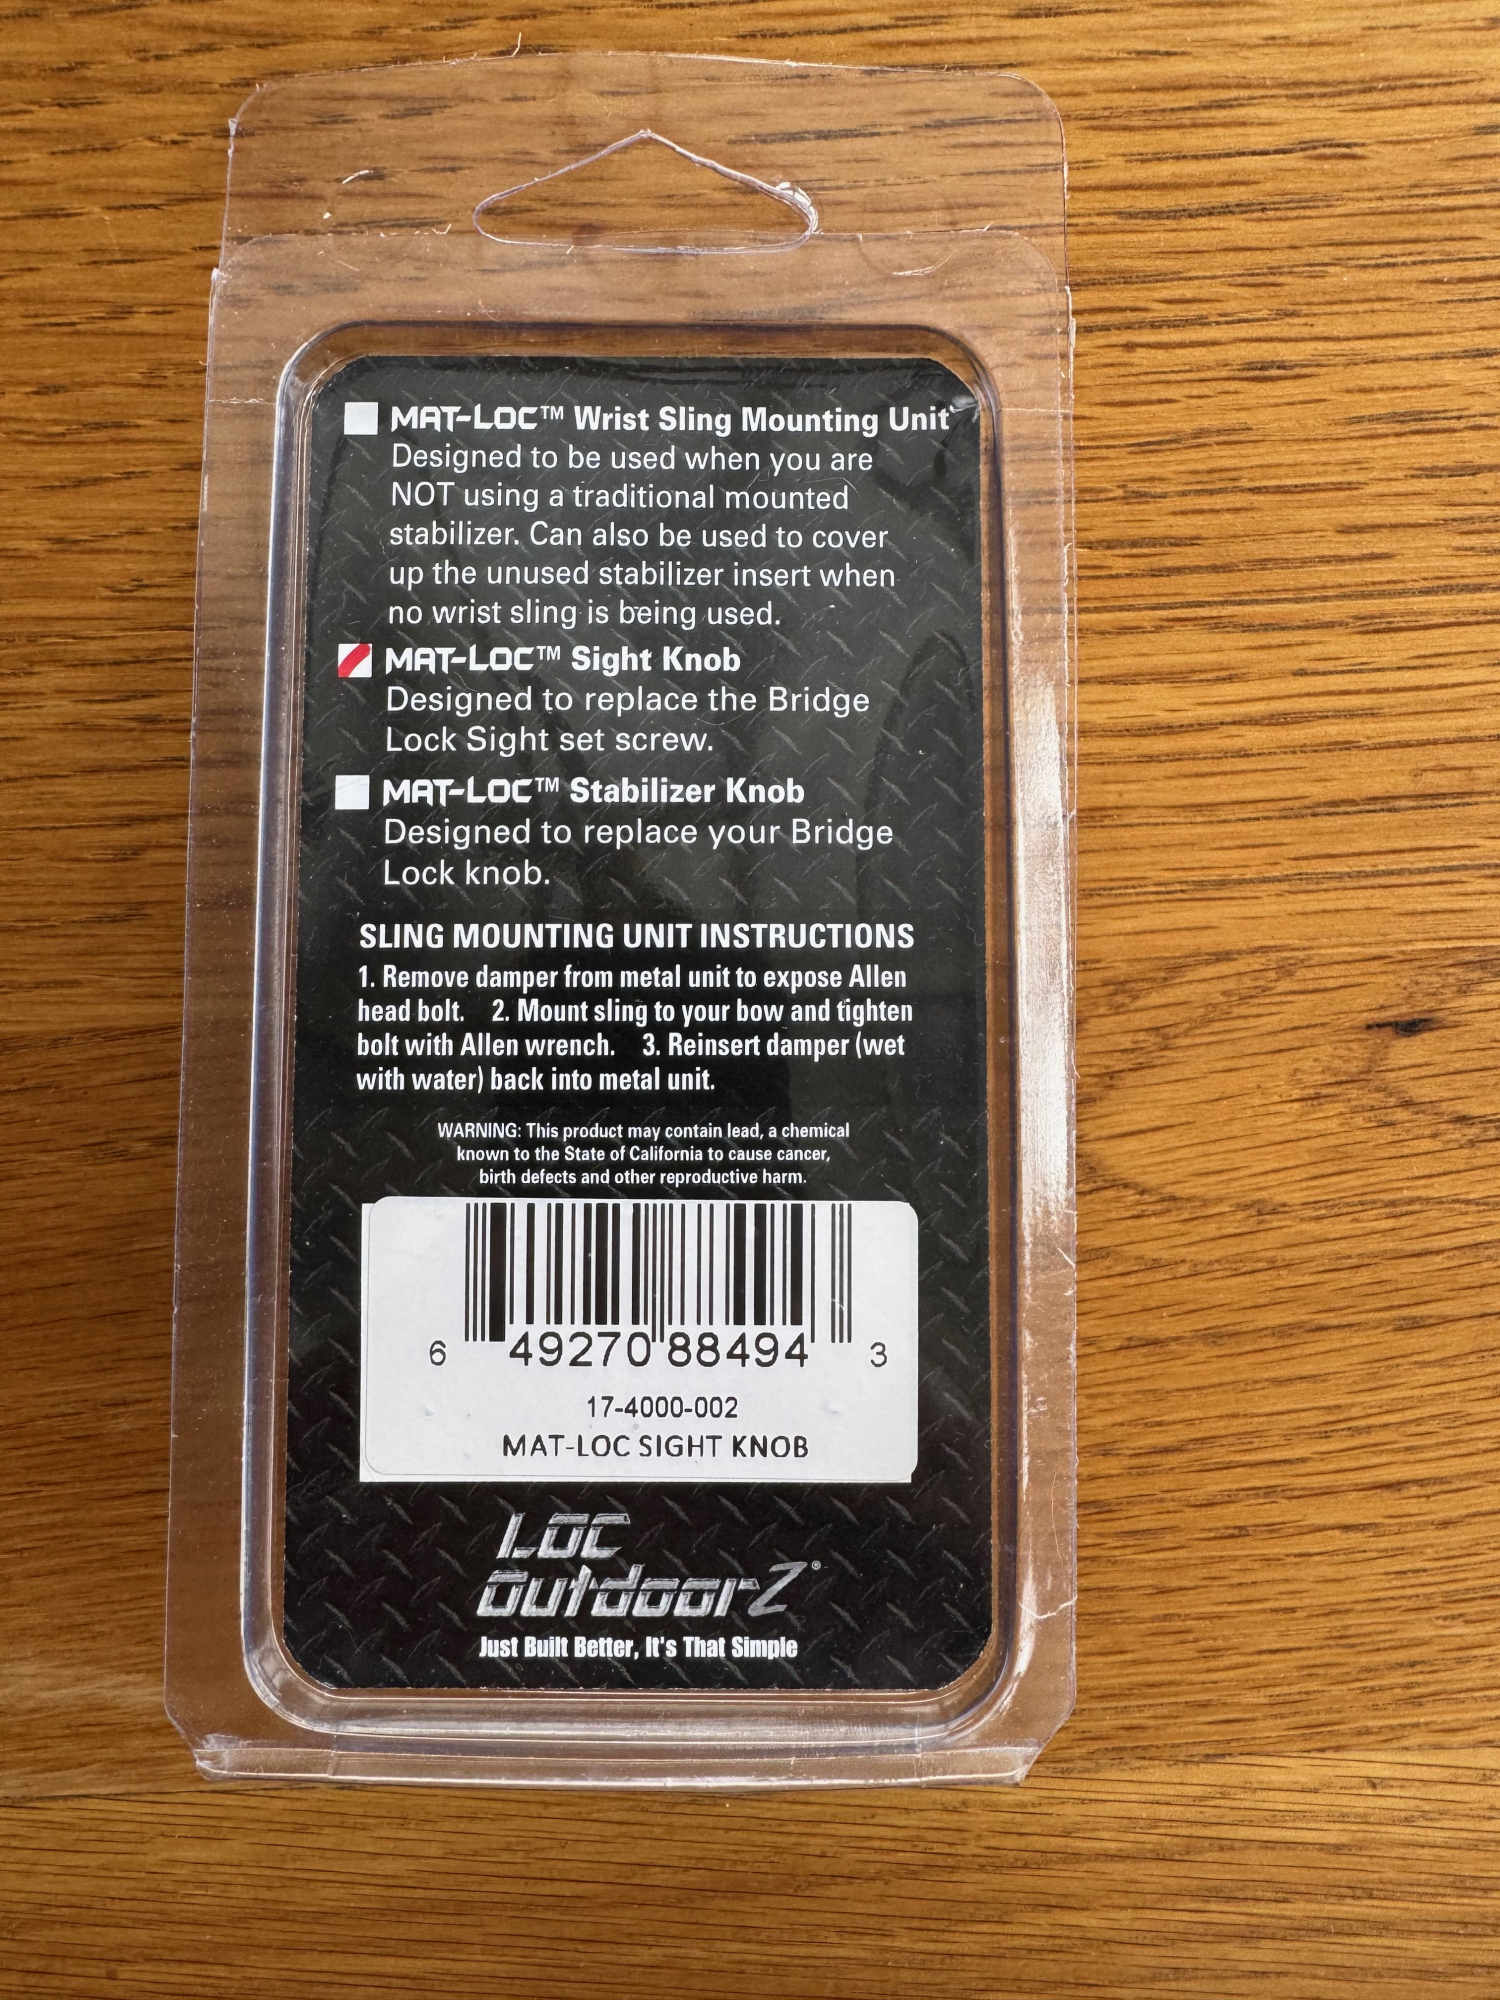 MAT-LOC™ Wrist Sling Mounting Unit
Designed to be used when you are
NOT using a traditional mounted
stabilizer. Can also be used to cover
up the unused stabilizer insert when
no wrist sling is being used.
MAT-LOC™ Sight Knob
Designed to replace the Bridge
Lock Sight set screw.
MAT-LOC™ Stabilizer Knob
Designed to replace your Bridge
Lock knob.
SLING MOUNTING UNIT INSTRUCTIONS
1. Remove damper from metal unit to expose Allen
head bolt. 2. Mount sling to your bow and tighten
bolt with Allen wrench. 3. Reinsert damper (wet
with water) back into metal unit.
WARNING: This product may contain lead, a chemical
known to the State of California to cause cancer,
birth defects and other reproductive harm.
6 49270 88494 3
17-4000-002
MAT-LOC SIGHT KNOB
LOC
OutdoorZ®
Just Built Better, It's That Simple